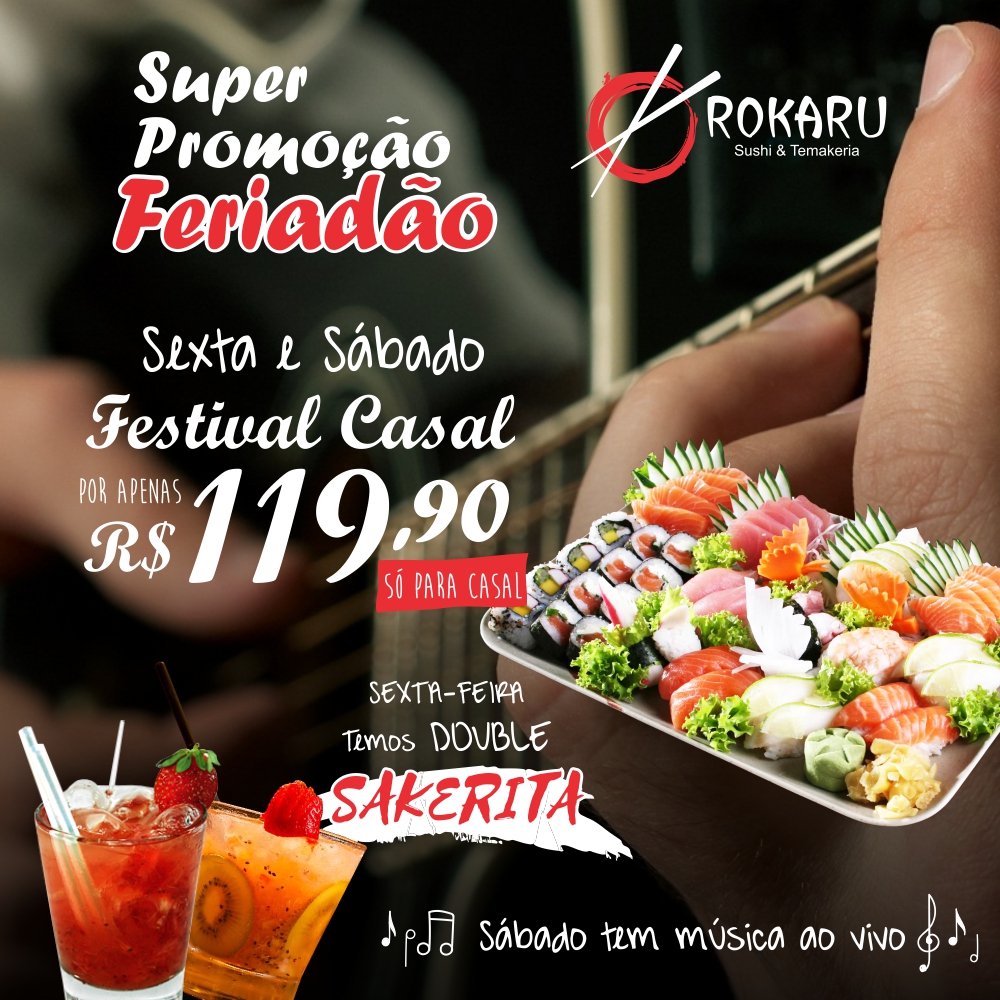 Super
Promoção
Feriadão
ROKARU
Sushi & Temakeria
Sexta e Sábado
Festival Casal
POR APENAS
R$ 119,90
SÓ PARA CASAL
SEXTA-FEIRA
Temos DOUBLE
SAKERITA
Sábado tem música ao vivo